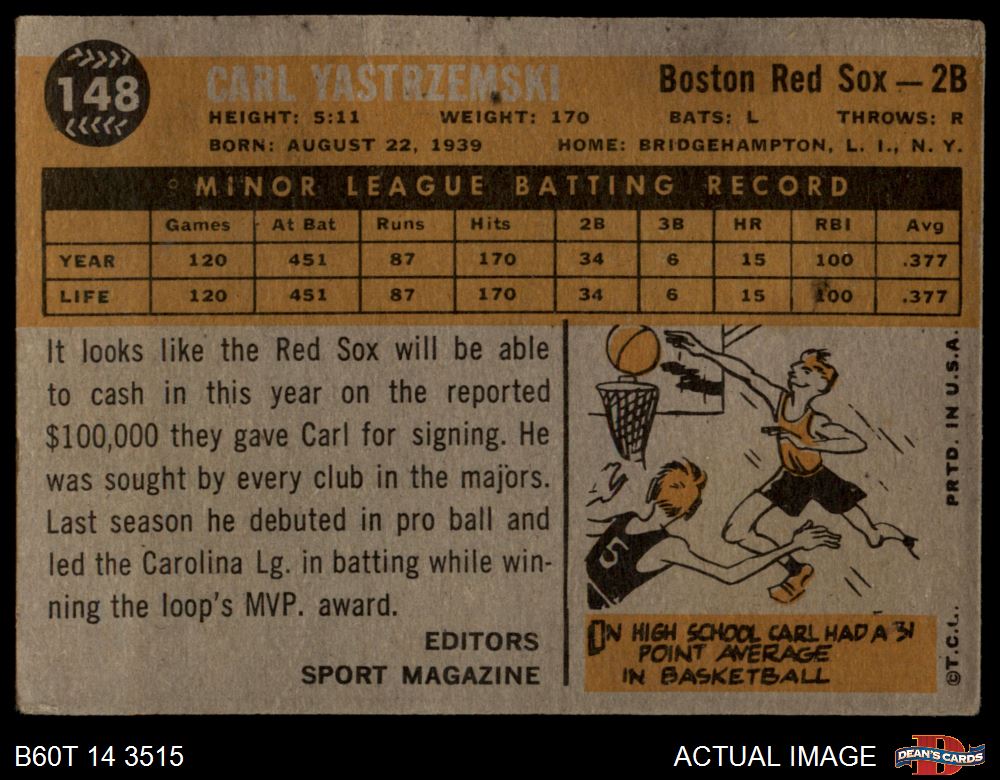 148
CARL YASTRZEMSKI
Boston Red Sox — 2B
HEIGHT: 5:11 WEIGHT: 170 BATS: L THROWS: R
BORN: AUGUST 22, 1939 HOME: BRIDGEHAMPTON, L. I., N. Y.
MINOR LEAGUE BATTING RECORD
Games At Bat Runs Hits 2B 3B HR RBI Avg
YEAR 120 451 87 170 34 6 15 100 .377
LIFE 120 451 87 170 34 6 15 100 .377
It looks like the Red Sox will be able
to cash in this year on the reported
$100,000 they gave Carl for signing. He
was sought by every club in the majors.
Last season he debuted in pro ball and
led the Carolina Lg. in batting while win-
ning the loop's MVP. award.
EDITORS
SPORT MAGAZINE
5
ON HIGH SCHOOL CARL HAD A 31
POINT AVERAGE
IN BASKETBALL
©T.C.G. PRTD. IN U.S.A.
B60T 14 3515
ACTUAL IMAGE
D
DEAN'S CARDS